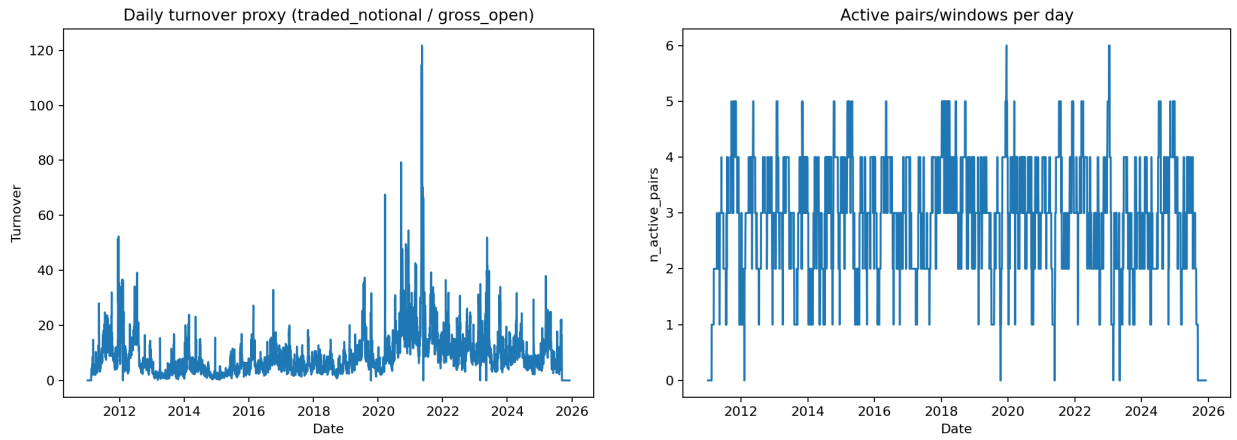 Daily turnover proxy (traded_notional / gross_open)
Turnover
120
100
80
60
40
20
0
2012 2014 2016 2018 2020 2022 2024 2026
Date
Active pairs/windows per day
n_active_pairs
6
5
4
3
2
1
0
2012 2014 2016 2018 2020 2022 2024 2026
Date